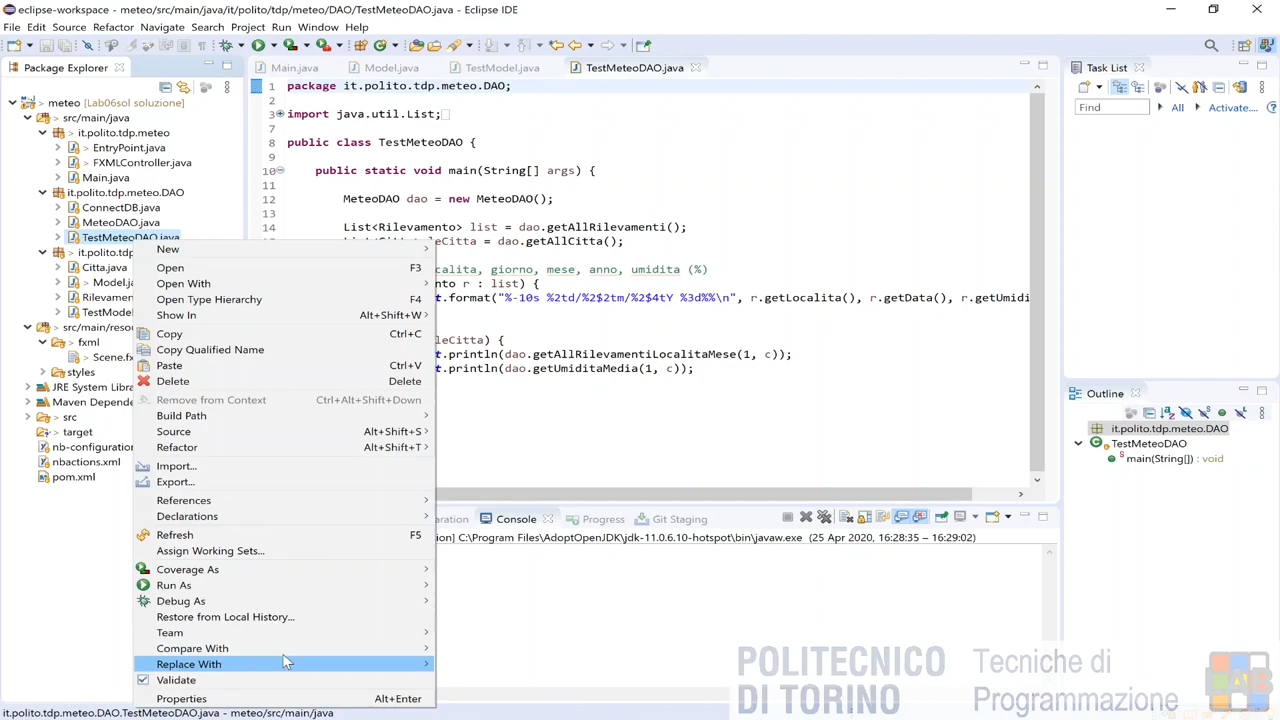 eclipse-workspace - meteo/src/main/java/it/polito/tdp/meteo/DAO/TestMeteoDAO.java - Eclipse IDE
File Edit Source Refactor Navigate Search Project Run Window Help
Package Explorer
meteo [Lab06sol soluzione]
src/main/java
it.polito.tdp.meteo
EntryPoint.java
FXMLController.java
Main.java
it.polito.tdp.meteo.DAO
ConnectDB.java
MeteoDAO.java
TestMeteoDAO.java
it.polito.tdp
Citta.java
Model.ja
Rilevamen
TestModel
src/main/reso
fxml
Scene.fx
styles
JRE System Libra
Maven Depende
src
target
nb-configuration
nbactions.xml
pom.xml
New
Open F3
Open With
Open Type Hierarchy F4
Show In Alt+Shift+W
Copy Ctrl+C
Copy Qualified Name
Paste Ctrl+V
Delete Delete
Remove from Context Ctrl+Alt+Shift+Down
Build Path
Source Alt+Shift+S
Refactor Alt+Shift+T
Import...
Export...
References
Declarations
Refresh F5
Assign Working Sets...
Coverage As
Run As
Debug As
Restore from Local History...
Team
Compare With
Replace With
Validate
Properties Alt+Enter
Main.java Model.java TestModel.java TestMeteoDAO.java
1 package it.polito.tdp.meteo.DAO;
2
3 import java.util.List;
7
8 public class TestMeteoDAO {
9
10 public static void main(String[] args) {
11
12 MeteoDAO dao = new MeteoDAO();
13
14 List<Rilevamento> list = dao.getAllRilevamenti();
leCitta = dao.getAllCitta();
calita, giorno, mese, anno, umidita (%)
nto r : list) {
t.format("%-10s %2td/%2$2tm/%2$4tY %3d%%\n", r.getLocalita(), r.getData(), r.getUmidi
leCitta) {
t.println(dao.getAllRilevamentiLocalitaMese(1, c));
t.println(dao.getUmiditaMedia(1, c));
aration Console Progress Git Staging
on] C:\Program Files\AdoptOpenJDK\jdk-11.0.6.10-hotspot\bin\javaw.exe (25 Apr 2020, 16:28:35 – 16:29:02)
Task List
Find All Activate...
Outline
it.polito.tdp.meteo.DAO
TestMeteoDAO
main(String[]) : void
POLITECNICO
DI TORINO
Tecniche di
Programmazione
it.polito.tdp.meteo.DAO.TestMeteoDAO.java - meteo/src/main/java